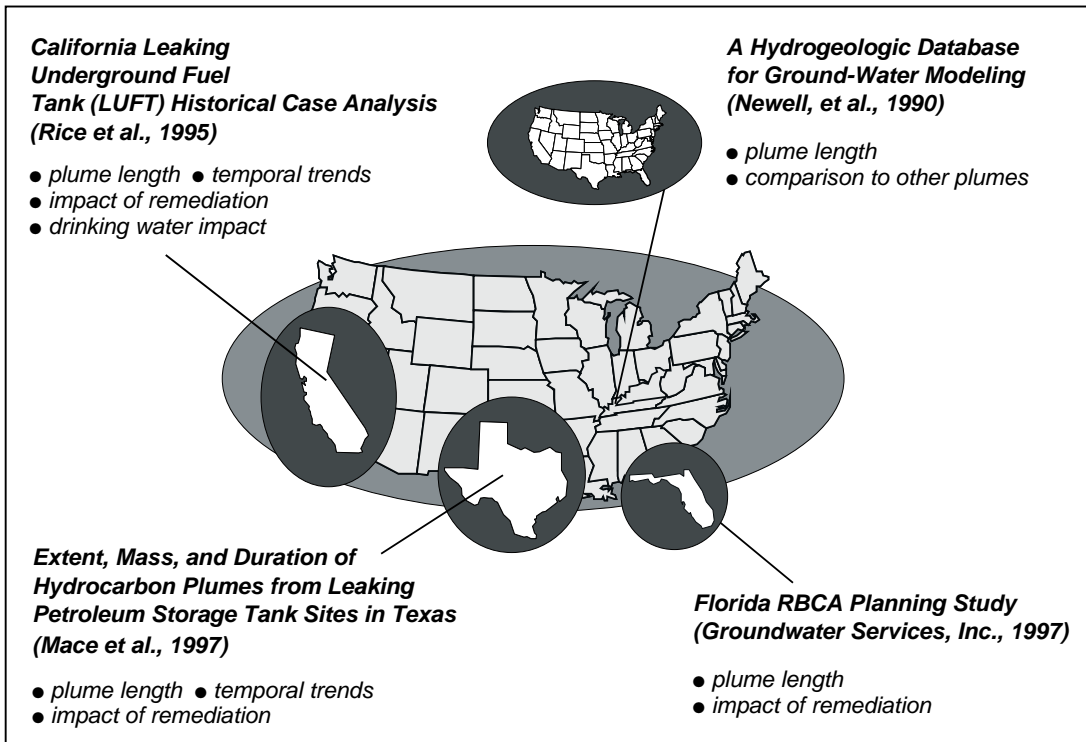 California Leaking
Underground Fuel
Tank (LUFT) Historical Case Analysis
(Rice et al., 1995)
● plume length ● temporal trends
● impact of remediation
● drinking water impact
A Hydrogeologic Database
for Ground-Water Modeling
(Newell, et al., 1990)
● plume length
● comparison to other plumes
Extent, Mass, and Duration of
Hydrocarbon Plumes from Leaking
Petroleum Storage Tank Sites in Texas
(Mace et al., 1997)
● plume length ● temporal trends
● impact of remediation
Florida RBCA Planning Study
(Groundwater Services, Inc., 1997)
● plume length
● impact of remediation